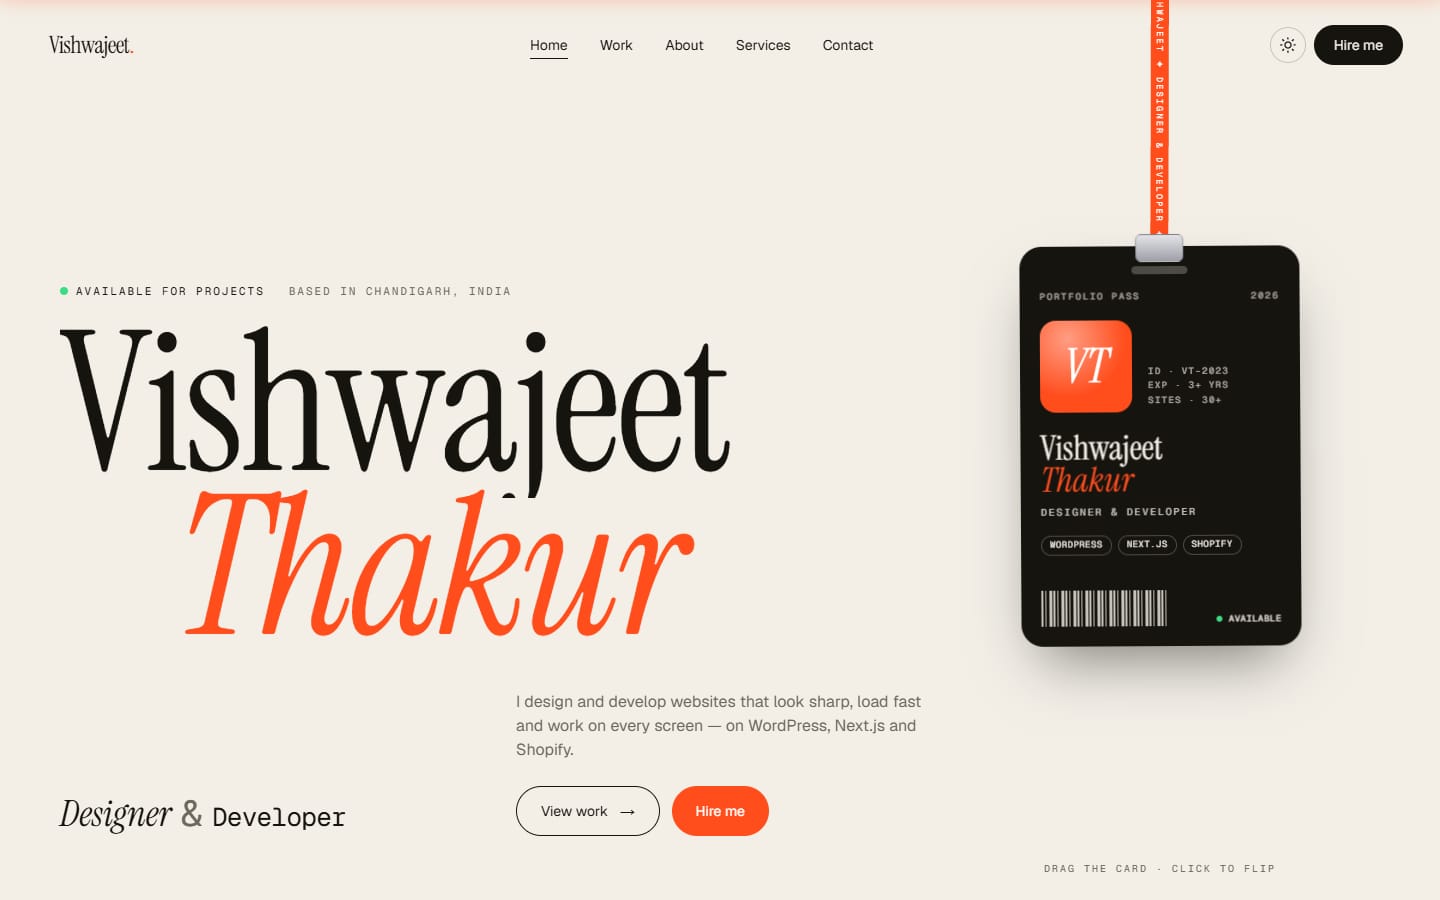 Vishwajeet.
Home
Work
About
Services
Contact
Hire me
HWAJEET ✦ DESIGNER & DEVELOPER ✦
AVAILABLE FOR PROJECTS
BASED IN CHANDIGARH, INDIA
Vishwajeet
Thakur
I design and develop websites that look sharp, load fast
and work on every screen — on WordPress, Next.js and
Shopify.
Designer & Developer
View work →
Hire me
PORTFOLIO PASS
2026
VT
ID · VT-2023
EXP · 3+ YRS
SITES · 30+
Vishwajeet
Thakur
DESIGNER & DEVELOPER
WORDPRESS
NEXT.JS
SHOPIFY
AVAILABLE
DRAG THE CARD · CLICK TO FLIP